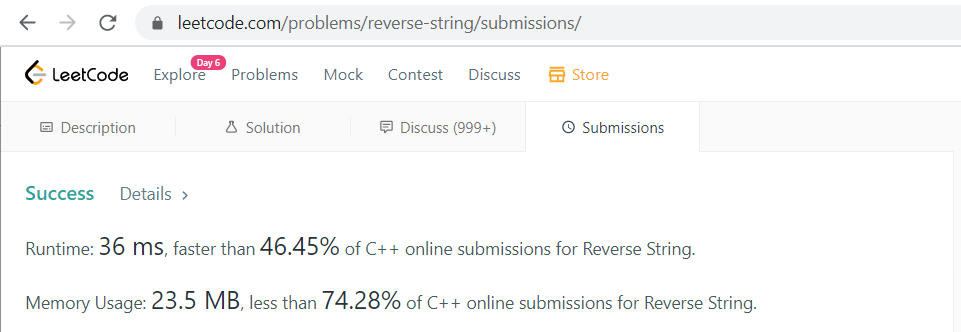 leetcode.com/problems/reverse-string/submissions/
Day 6
LeetCode Explore Problems Mock Contest Discuss Store
Description Solution Discuss (999+) Submissions
Success Details >
Runtime: 36 ms, faster than 46.45% of C++ online submissions for Reverse String.
Memory Usage: 23.5 MB, less than 74.28% of C++ online submissions for Reverse String.